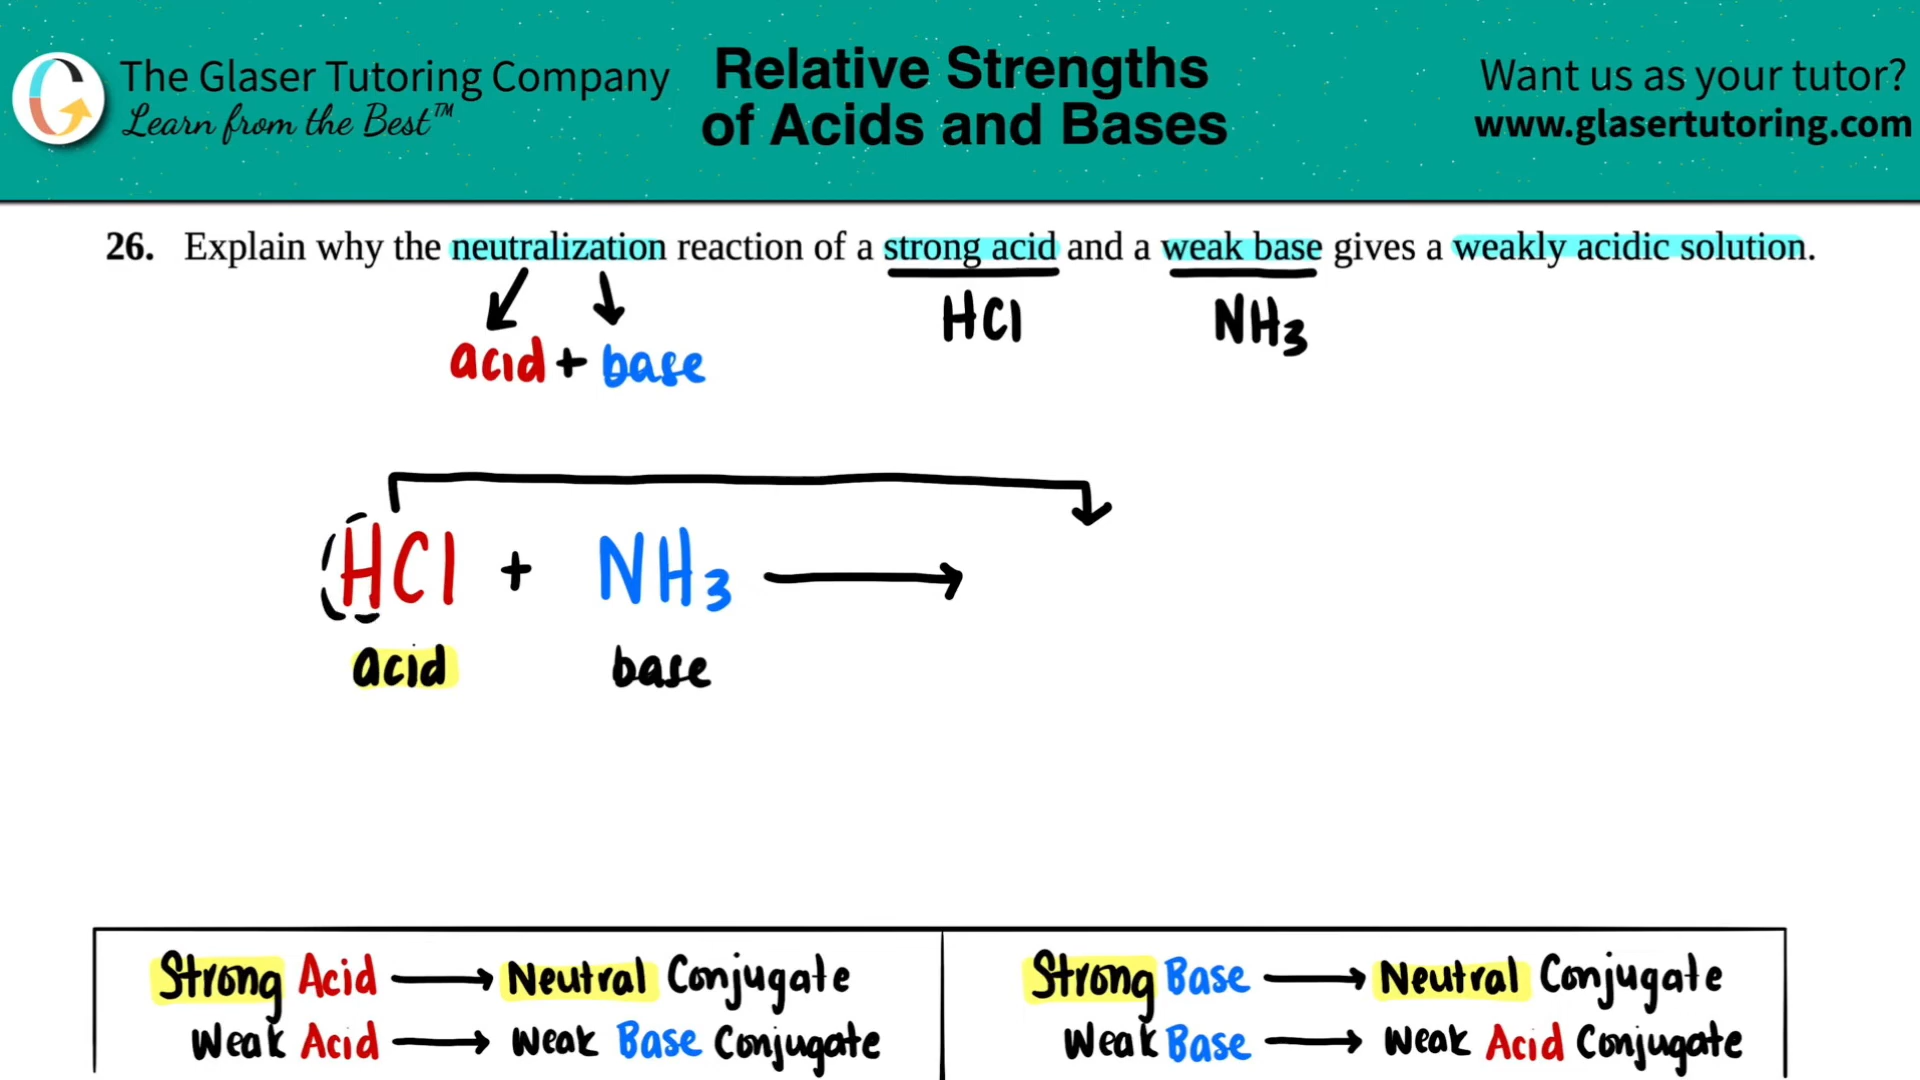 The Glaser Tutoring Company
Learn from the Best™
Relative Strengths
of Acids and Bases
Want us as your tutor?
www.glasertutoring.com
26. Explain why the neutralization reaction of a strong acid and a weak base gives a weakly acidic solution.
HCl NH₃
acid + base
HCl + NH₃ ⟶
acid base
Strong Acid ⟶ Neutral Conjugate
Weak Acid ⟶ Weak Base Conjugate
Strong Base ⟶ Neutral Conjugate
Weak Base ⟶ Weak Acid Conjugate